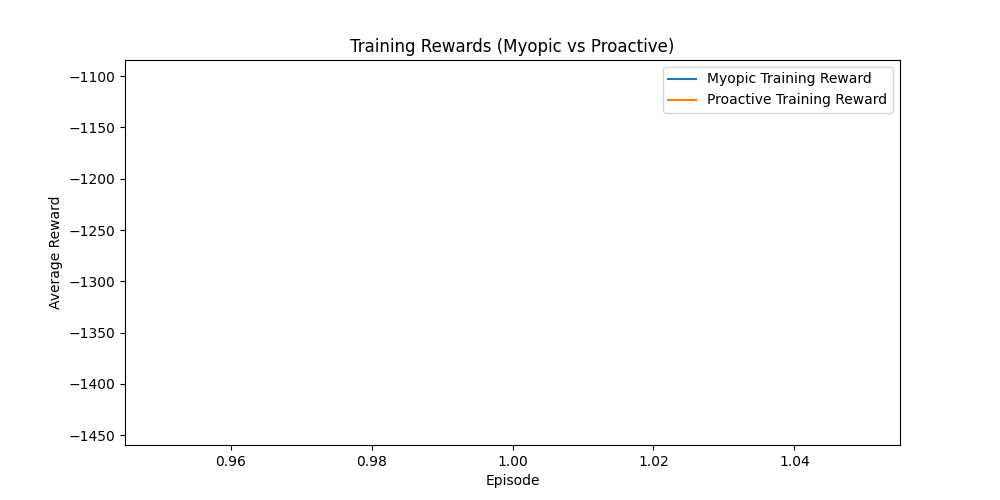 Training Rewards (Myopic vs Proactive)
Myopic Training Reward
Proactive Training Reward
Average Reward
−1100
−1150
−1200
−1250
−1300
−1350
−1400
−1450
0.96 0.98 1.00 1.02 1.04
Episode